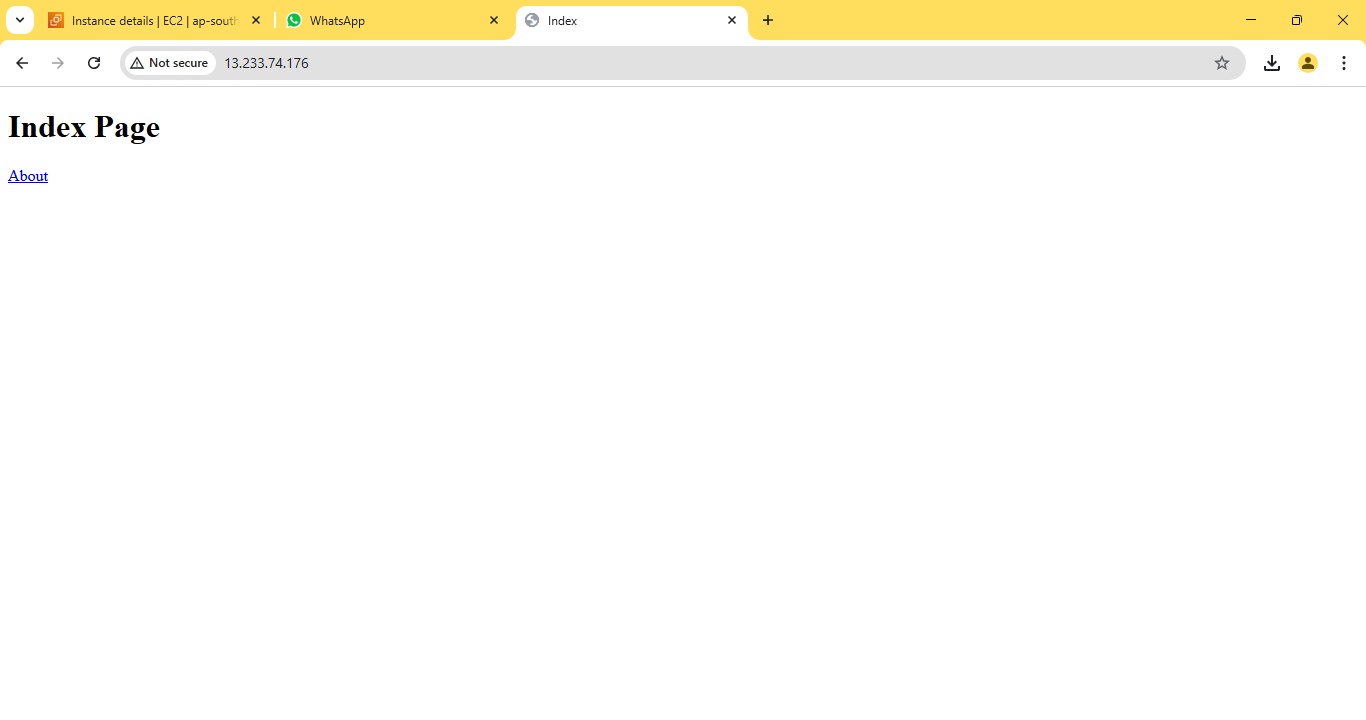 Instance details | EC2 | ap-south
WhatsApp
Index
Not secure
13.233.74.176
Index Page
About